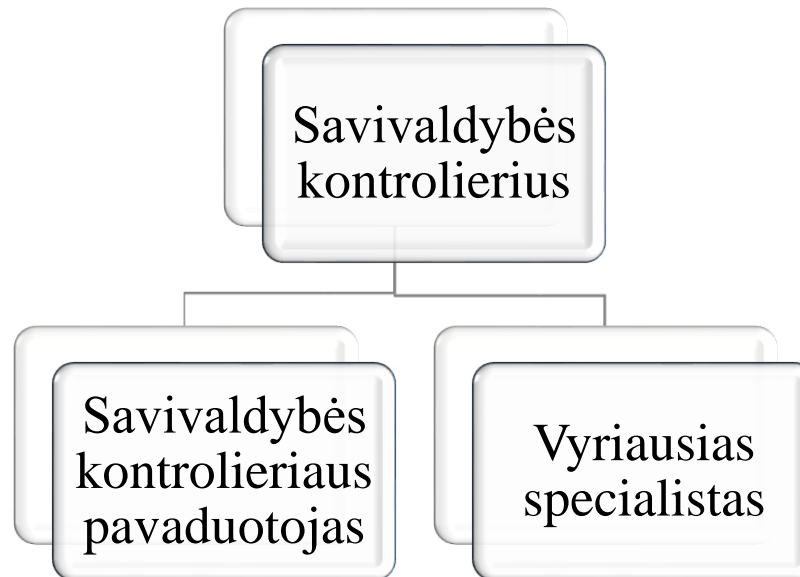 Savivaldybės
kontrolierius
Savivaldybės
kontrolieriaus
pavaduotojas
Vyriausias
specialistas